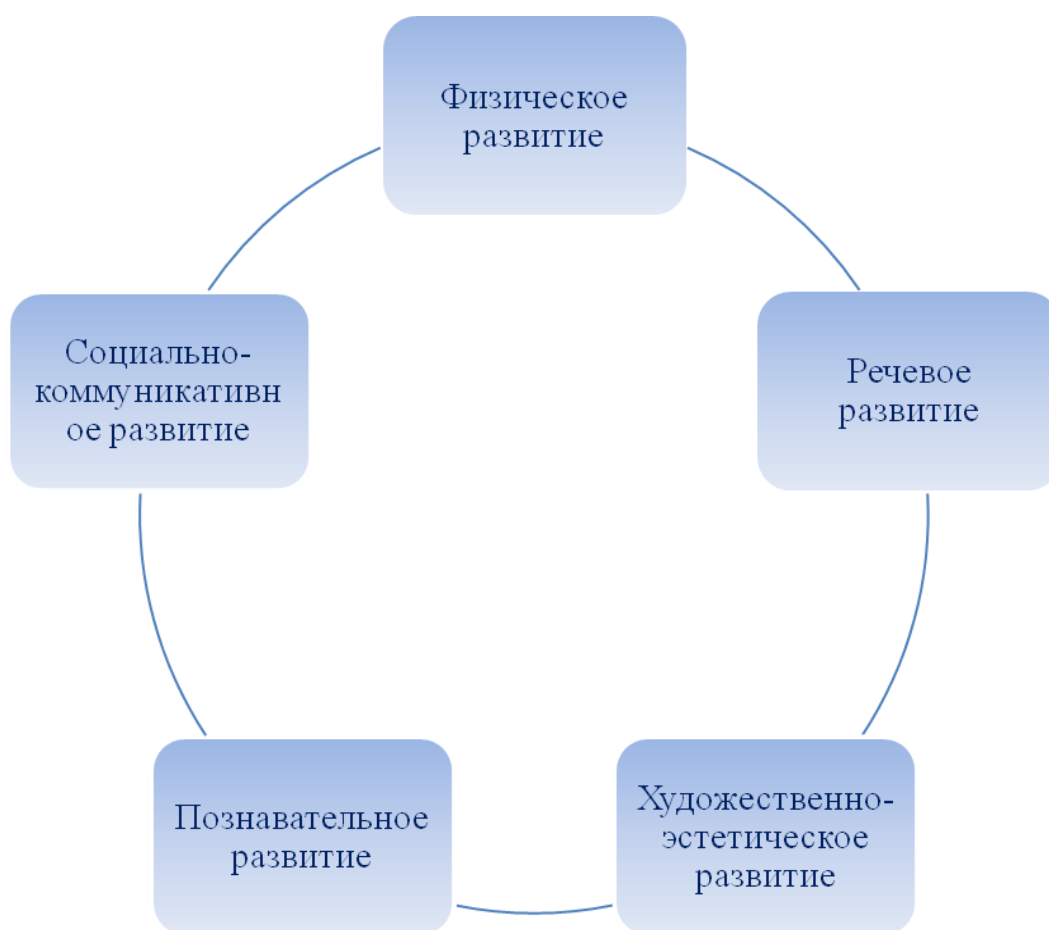 Физическое
развитие
Социально-
коммуникативн
ое развитие
Речевое
развитие
Познавательное
развитие
Художественно-
эстетическое
развитие